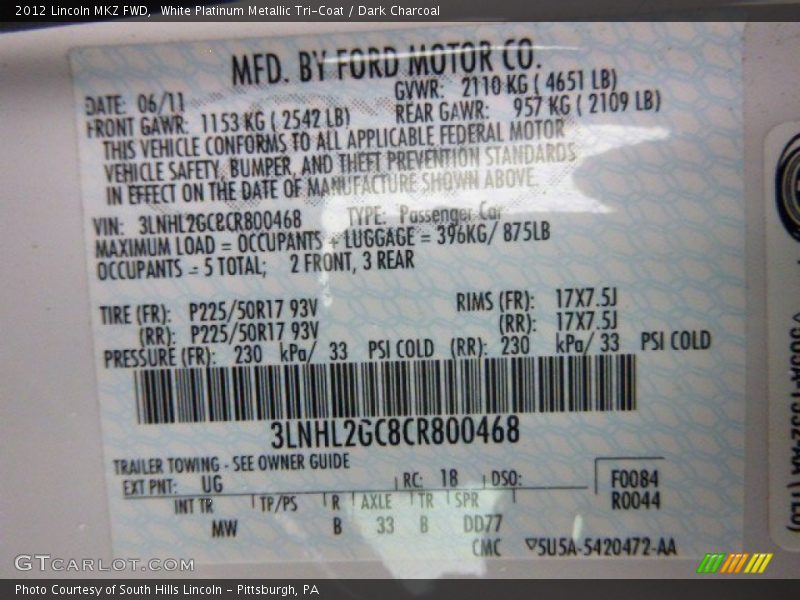 2012 Lincoln MKZ FWD, White Platinum Metallic Tri-Coat / Dark Charcoal
MFD. BY FORD MOTOR CO.
DATE: 06/11 GVWR: 2110 KG ( 4651 LB)
FRONT GAWR: 1153 KG ( 2542 LB) REAR GAWR: 957 KG ( 2109 LB)
THIS VEHICLE CONFORMS TO ALL APPLICABLE FEDERAL MOTOR
VEHICLE SAFETY, BUMPER, AND THEFT PREVENTION STANDARDS
IN EFFECT ON THE DATE OF MANUFACTURE SHOWN ABOVE.
VIN: 3LNHL2GC8CR800468 TYPE: Passenger Car
MAXIMUM LOAD = OCCUPANTS + LUGGAGE = 396KG/ 875LB
OCCUPANTS = 5 TOTAL; 2 FRONT, 3 REAR
TIRE (FR): P225/50R17 93V RIMS (FR): 17X7.5J
(RR): P225/50R17 93V (RR): 17X7.5J
PRESSURE (FR): 230 kPa/ 33 PSI COLD (RR): 230 kPa/ 33 PSI COLD
3LNHL2GC8CR800468
TRAILER TOWING - SEE OWNER GUIDE
EXT PNT: UG RC: 18 DSO: F0084
INT TR TP/PS R AXLE TR SPR R0044
MW B 33 B DD77
CMC ▽5U5A-5420472-AA
GTCARLOT.COM
Photo Courtesy of South Hills Lincoln - Pittsburgh, PA